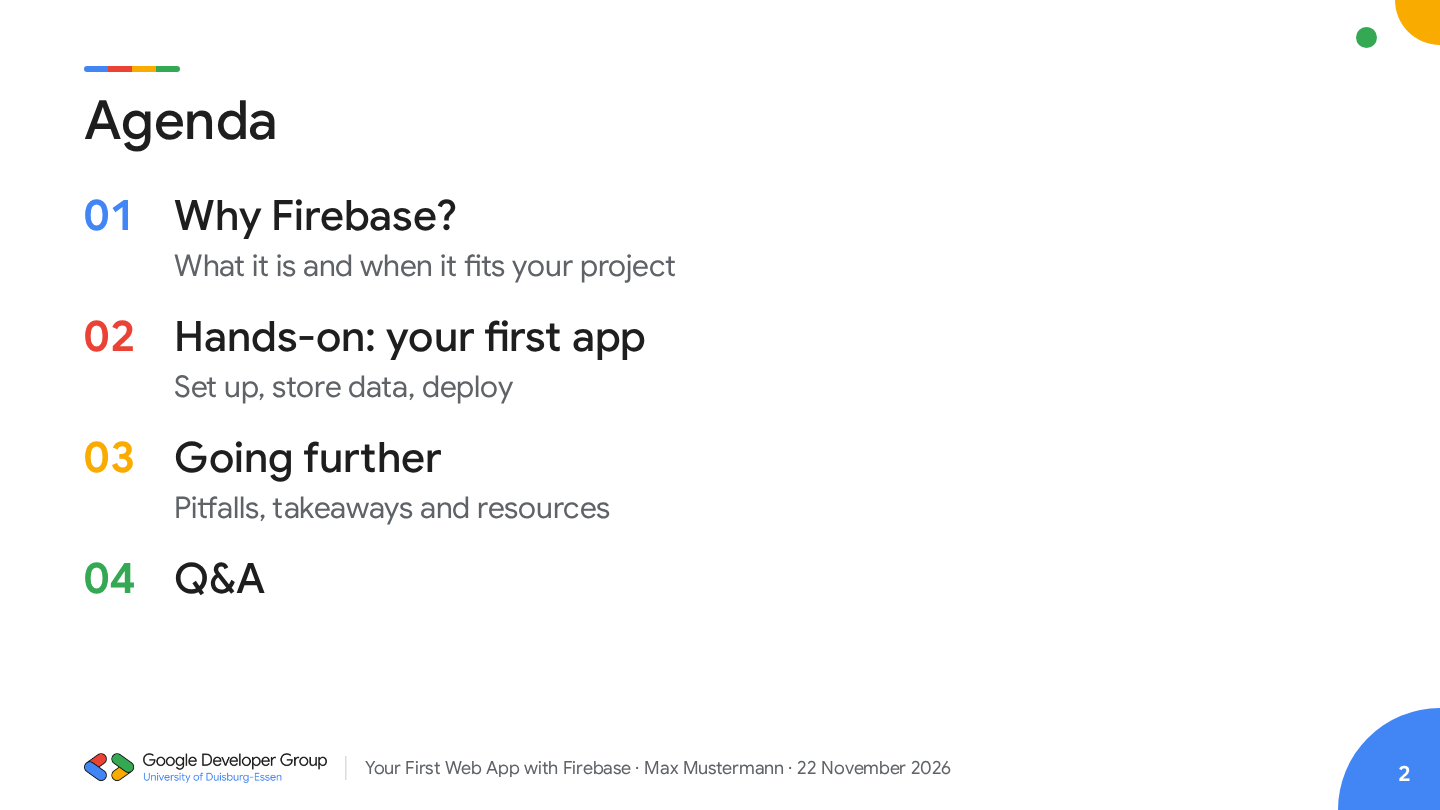 Agenda
01 Why Firebase?
What it is and when it fits your project
02 Hands-on: your first app
Set up, store data, deploy
03 Going further
Pitfalls, takeaways and resources
04 Q&A
Google Developer Group
University of Duisburg-Essen
Your First Web App with Firebase · Max Mustermann · 22 November 2026
2